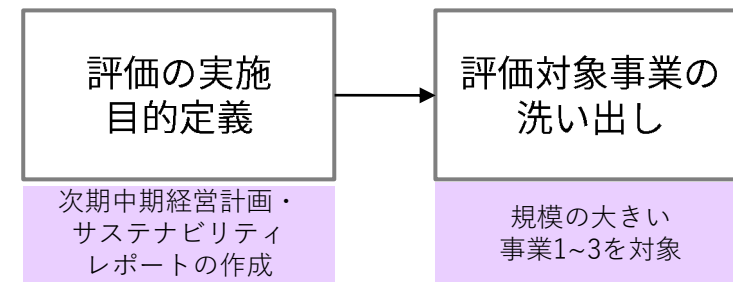 評価の実施
目的定義
評価対象事業の
洗い出し
次期中期経営計画・
サステナビリティ
レポートの作成
規模の大きい
事業1~3を対象